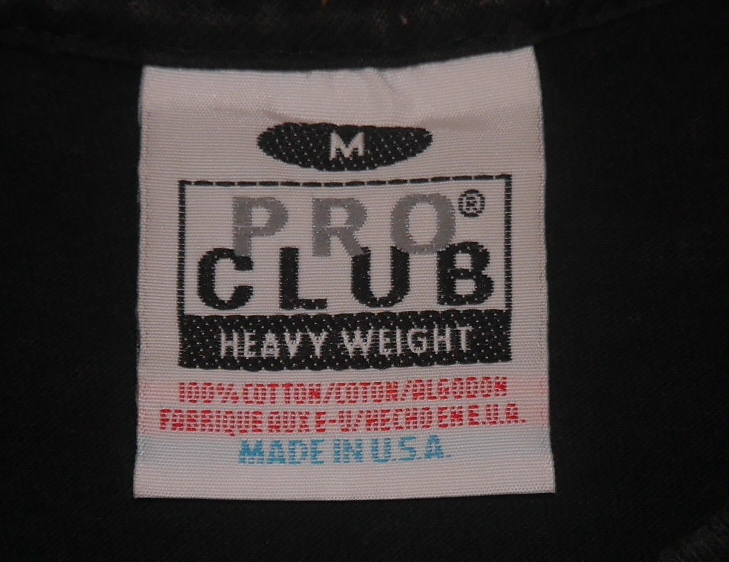 M
PRO®
CLUB
HEAVY WEIGHT
100% COTTON/COTON/ALGODON
FABRIQUE AUX E-U/HECHO EN E.U.A.
MADE IN U.S.A.